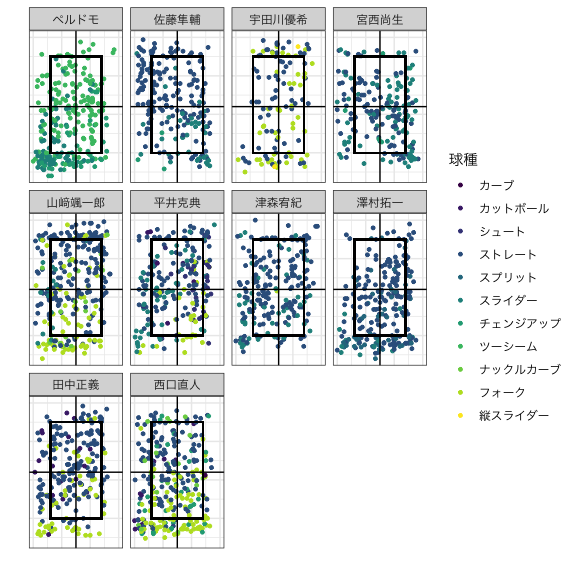 ペルドモ
佐藤隼輔
宇田川優希
宮西尚生
山﨑颯一郎
平井克典
津森宥紀
澤村拓一
田中正義
西口直人
球種
カーブ
カットボール
シュート
ストレート
スプリット
スライダー
チェンジアップ
ツーシーム
ナックルカーブ
フォーク
縦スライダー